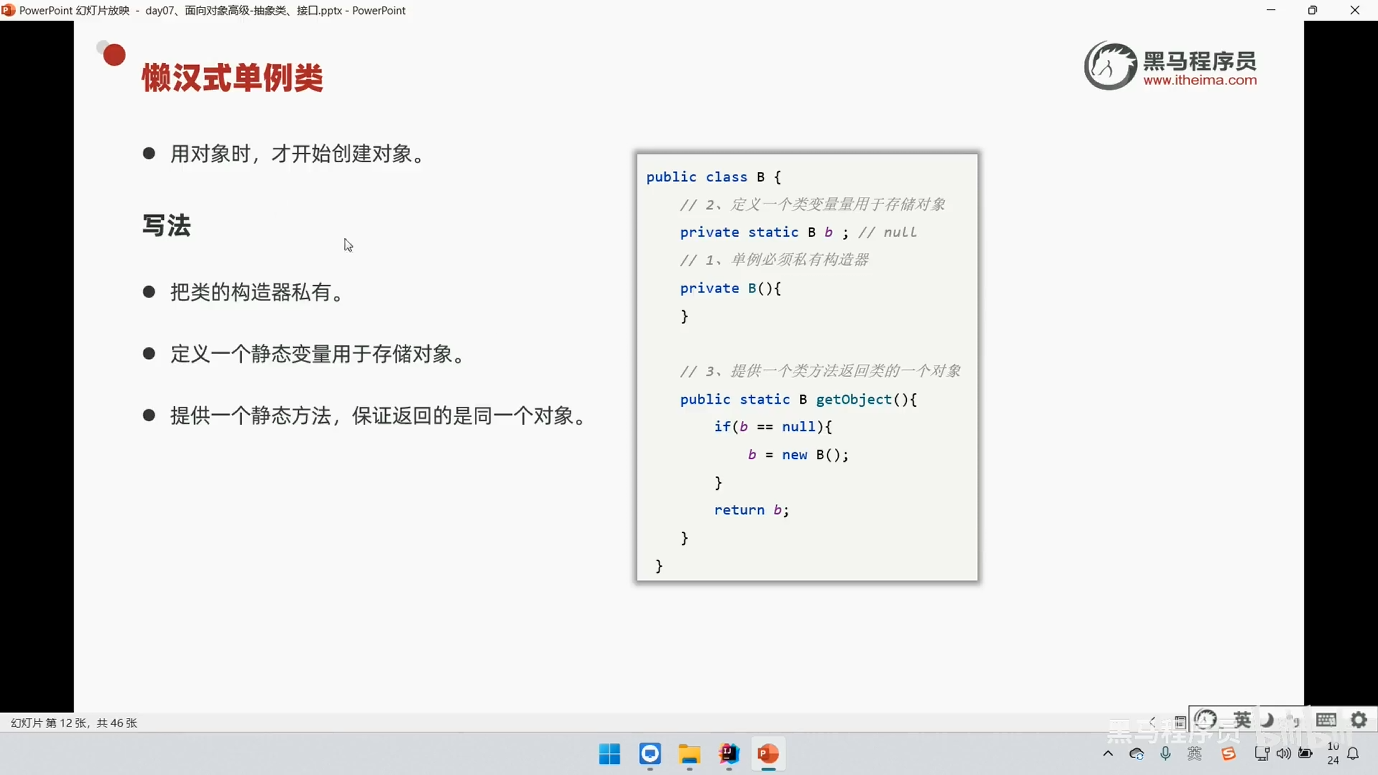 PowerPoint 幻灯片放映 - day07、面向对象高级-抽象类、接口.pptx - PowerPoint
懒汉式单例类
黑马程序员
www.itheima.com
用对象时，才开始创建对象。
写法
把类的构造器私有。
定义一个静态变量用于存储对象。
提供一个静态方法，保证返回的是同一个对象。
public class B {
// 2、定义一个类变量量用于存储对象
private static B b ; // null
// 1、单例必须私有构造器
private B(){
}
// 3、提供一个类方法返回类的一个对象
public static B getObject(){
if(b == null){
b = new B();
}
return b;
}
}
幻灯片 第 12 张，共 46 张
英
黑马程序员
英
24